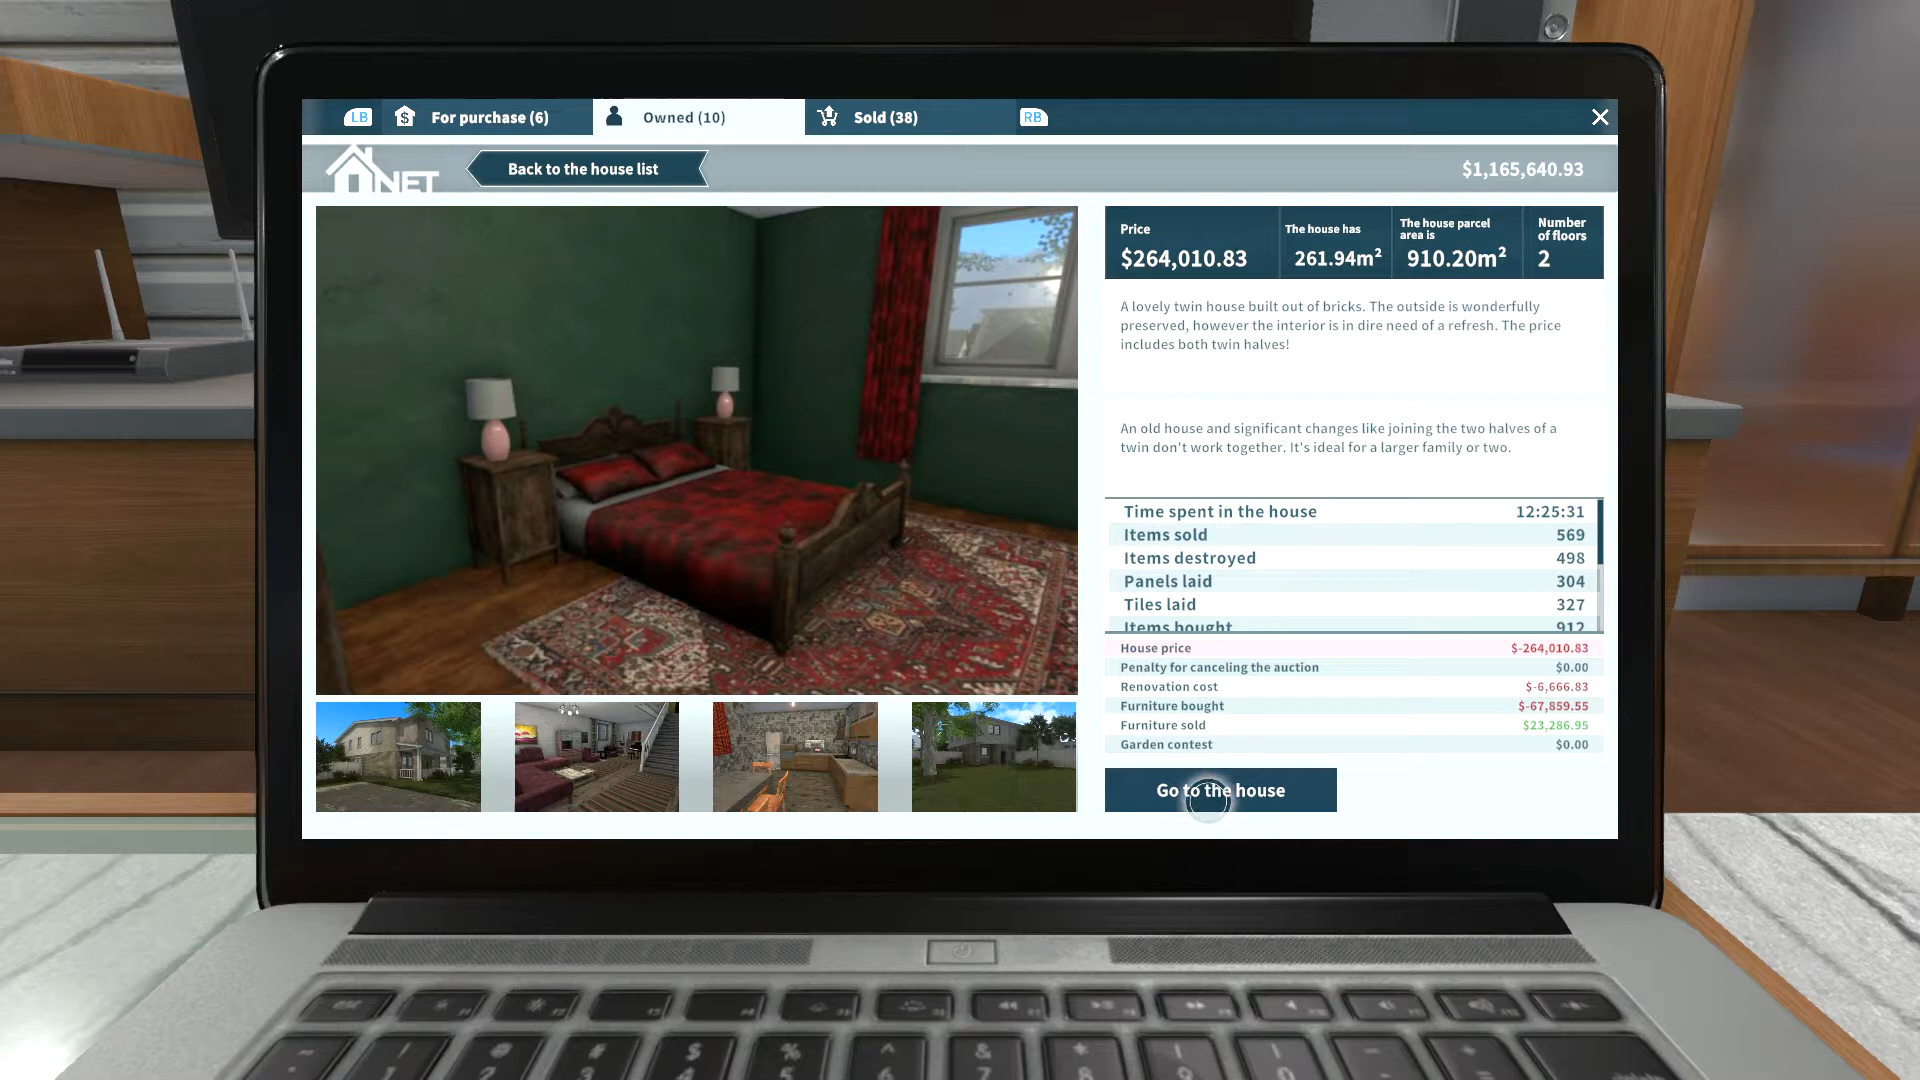 LB
For purchase (6)
Owned (10)
Sold (38)
RB
NET
Back to the house list
$1,165,640.93
Price
$264,010.83
The house has
261.94m²
The house parcel
area is
910.20m²
Number
of floors
2
A lovely twin house built out of bricks. The outside is wonderfully
preserved, however the interior is in dire need of a refresh. The price
includes both twin halves!
An old house and significant changes like joining the two halves of a
twin don't work together. It's ideal for a larger family or two.
Time spent in the house 12:25:31
Items sold 569
Items destroyed 498
Panels laid 304
Tiles laid 327
Items bought 912
House price $-264,010.83
Penalty for canceling the auction $0.00
Renovation cost $-6,666.83
Furniture bought $-67,859.55
Furniture sold $23,286.95
Garden contest $0.00
Go to the house